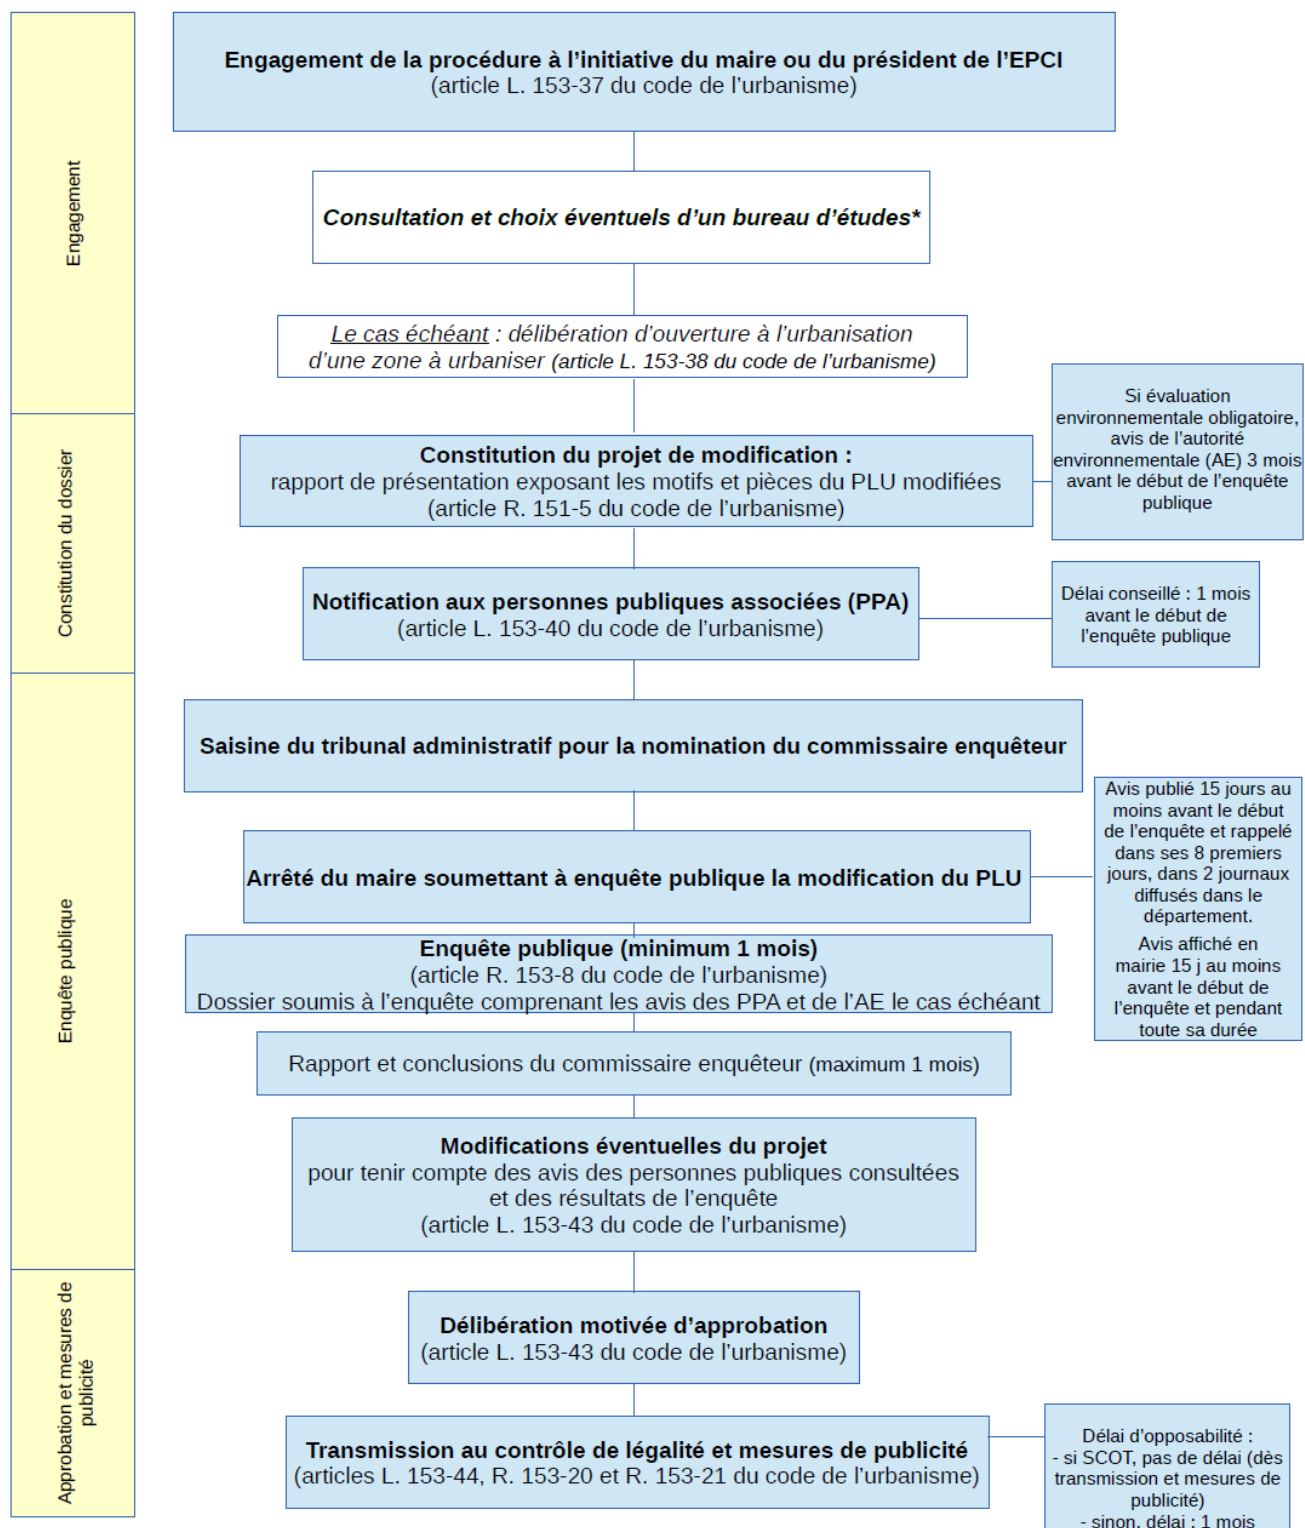 Engagement
Engagement de la procédure à l'initiative du maire ou du président de l'EPCI
(article L. 153-37 du code de l'urbanisme)
Consultation et choix éventuels d'un bureau d'études*
Le cas échéant : délibération d'ouverture à l'urbanisation
d'une zone à urbaniser (article L. 153-38 du code de l'urbanisme)
Constitution du dossier
Constitution du projet de modification :
rapport de présentation exposant les motifs et pièces du PLU modifiées
(article R. 151-5 du code de l'urbanisme)
Si évaluation
environnementale obligatoire,
avis de l'autorité
environnementale (AE) 3 mois
avant le début de l'enquête
publique
Notification aux personnes publiques associées (PPA)
(article L. 153-40 du code de l'urbanisme)
Délai conseillé : 1 mois
avant le début de
l'enquête publique
Enquête publique
Saisine du tribunal administratif pour la nomination du commissaire enquêteur
Arrêté du maire soumettant à enquête publique la modification du PLU
Avis publié 15 jours au
moins avant le début
de l'enquête et rappelé
dans ses 8 premiers
jours, dans 2 journaux
diffusés dans le
département.
Avis affiché en
mairie 15 j au moins
avant le début de
l'enquête et pendant
toute sa durée
Enquête publique (minimum 1 mois)
(article R. 153-8 du code de l'urbanisme)
Dossier soumis à l'enquête comprenant les avis des PPA et de l'AE le cas échéant
Rapport et conclusions du commissaire enquêteur (maximum 1 mois)
Modifications éventuelles du projet
pour tenir compte des avis des personnes publiques consultées
et des résultats de l'enquête
(article L. 153-43 du code de l'urbanisme)
Approbation et mesures de
publicité
Délibération motivée d'approbation
(article L. 153-43 du code de l'urbanisme)
Transmission au contrôle de légalité et mesures de publicité
(articles L. 153-44, R. 153-20 et R. 153-21 du code de l'urbanisme)
Délai d'opposabilité :
- si SCOT, pas de délai (dès
transmission et mesures de
publicité)
- sinon, délai : 1 mois